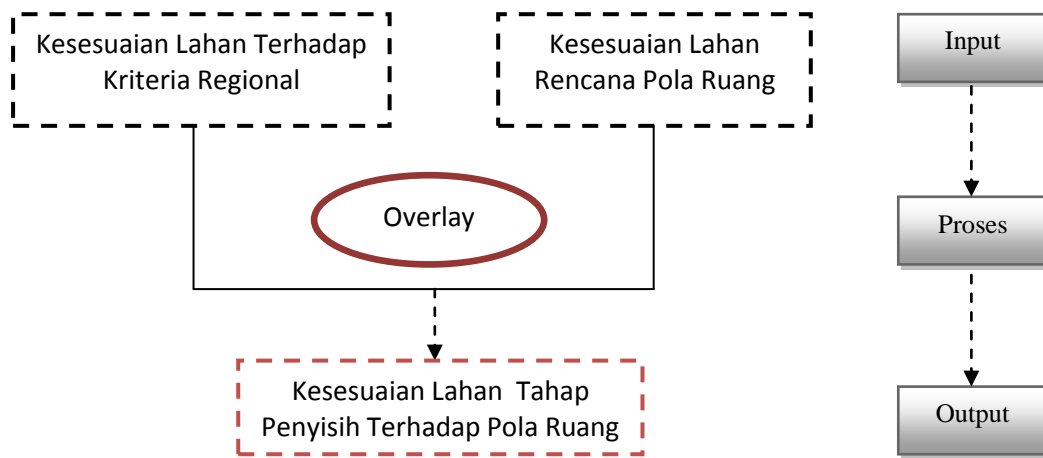 Kesesuaian Lahan Terhadap
Kriteria Regional
Kesesuaian Lahan
Rencana Pola Ruang
Input
Overlay
Proses
Kesesuaian Lahan Tahap
Penyisih Terhadap Pola Ruang
Output